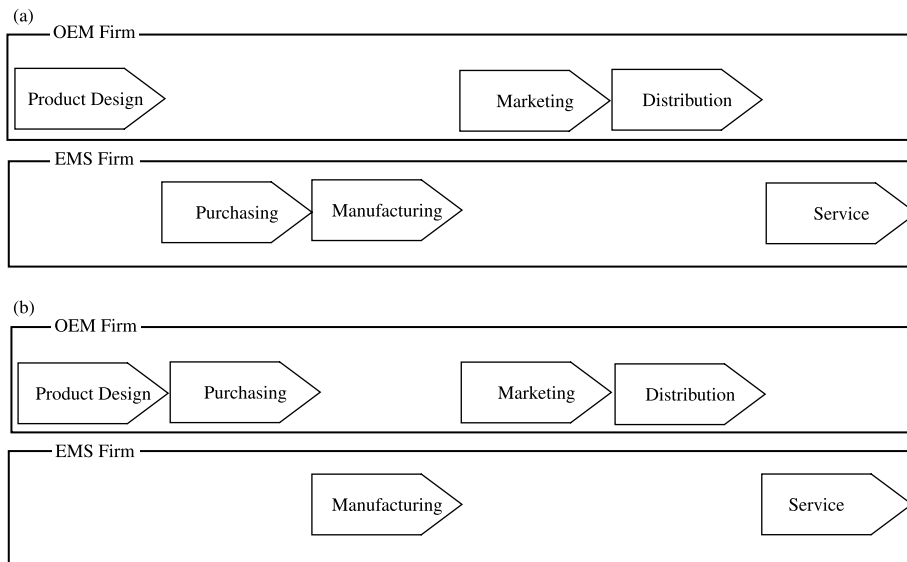 (a)
OEM Firm
Product Design
Marketing
Distribution
EMS Firm
Purchasing
Manufacturing
Service
(b)
OEM Firm
Product Design
Purchasing
Marketing
Distribution
EMS Firm
Manufacturing
Service